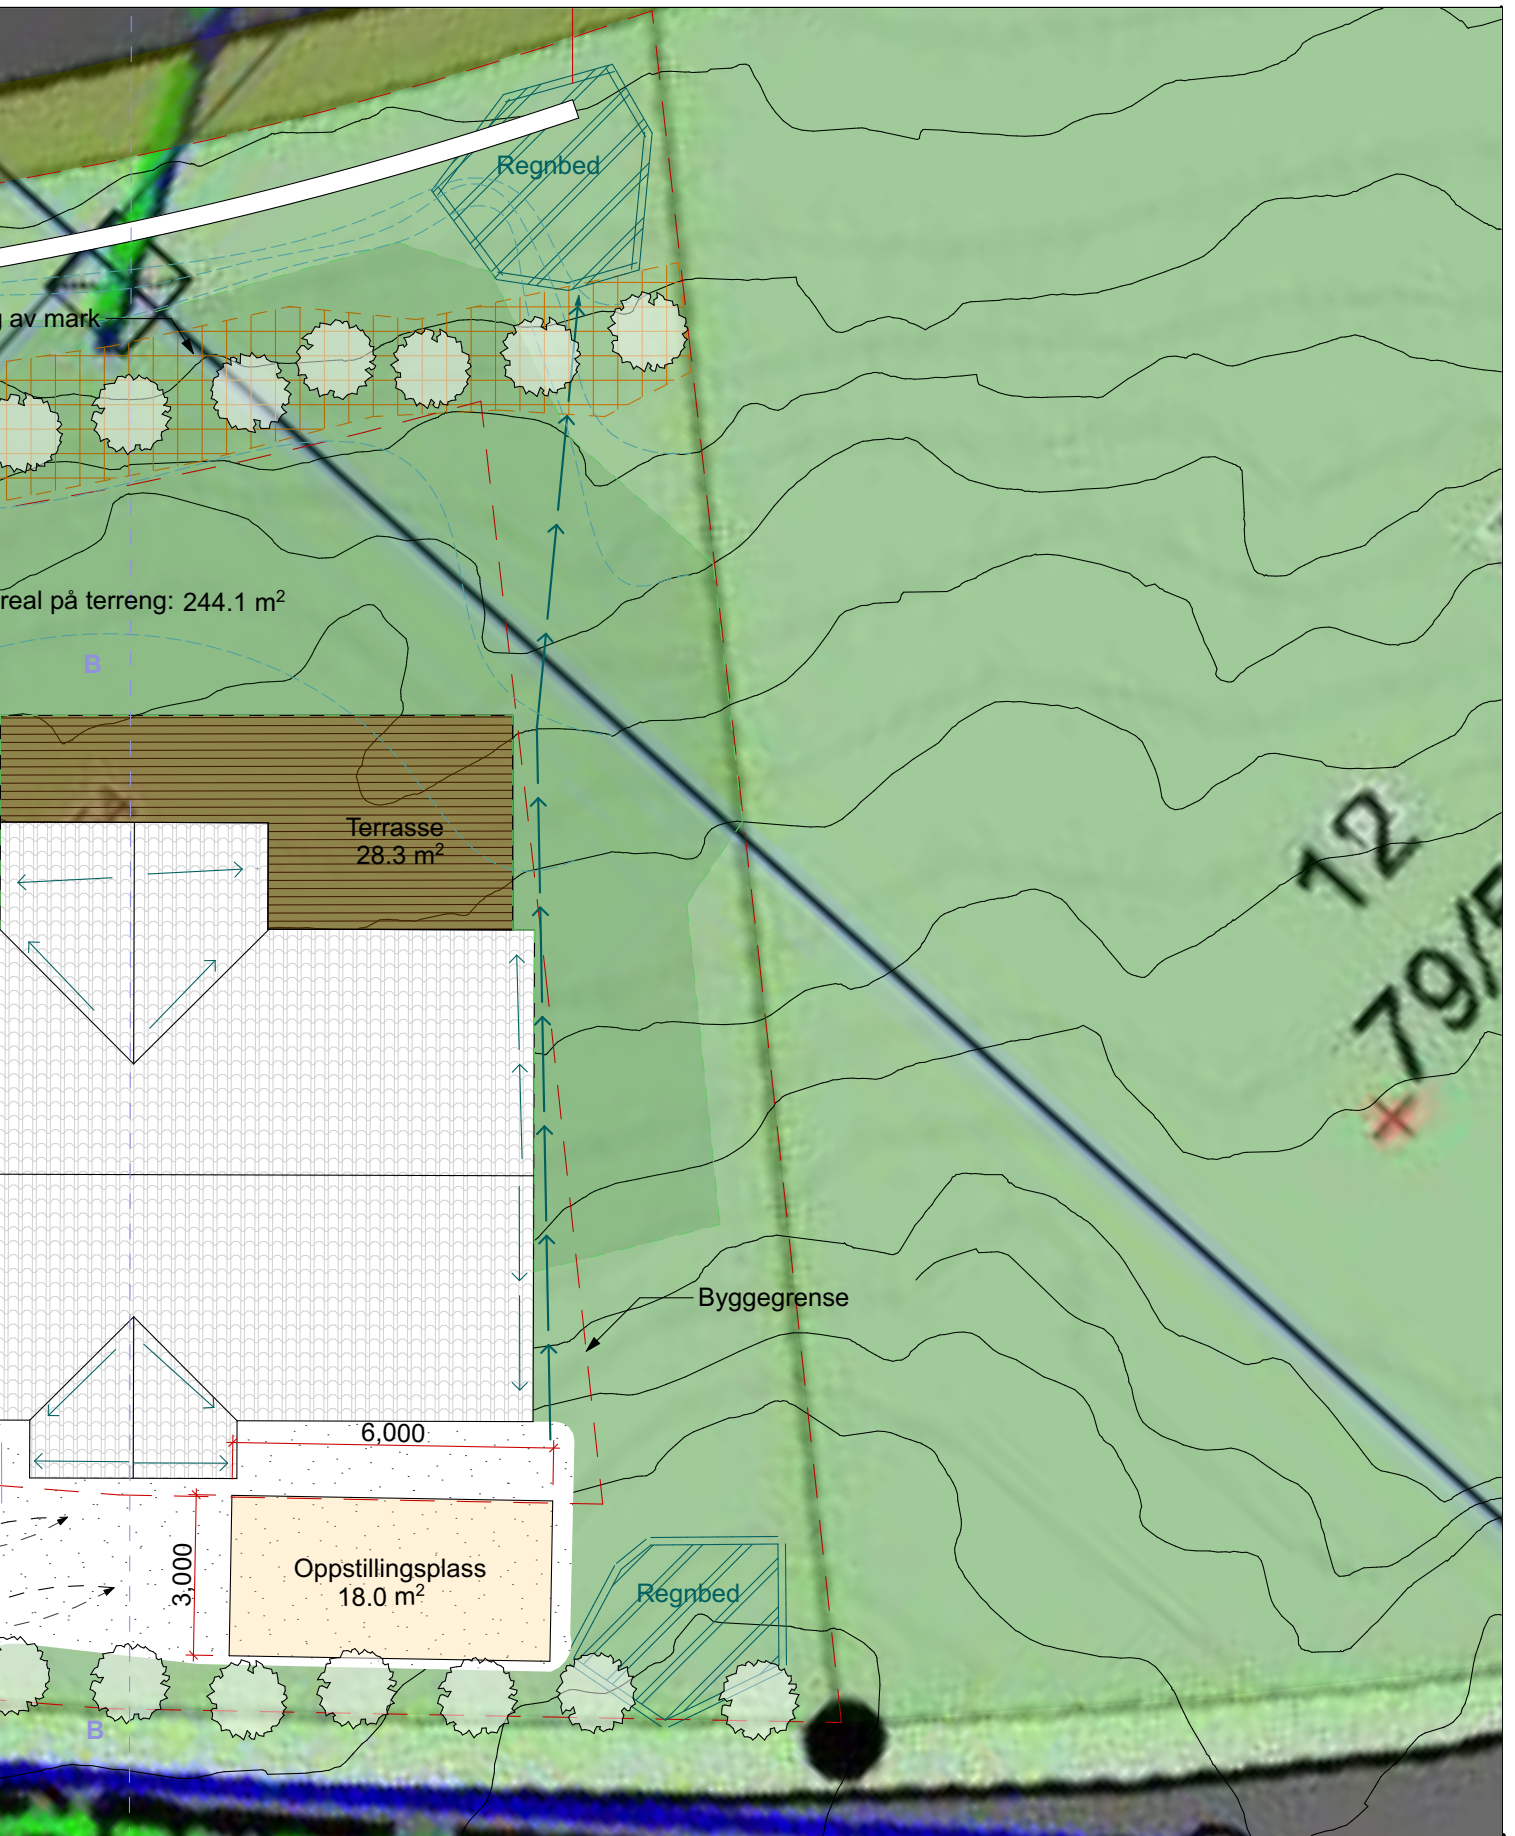 Regnbed
g av mark
real på terreng: 244.1 m²
B
Terrasse
28.3 m²
12
79/5
Byggegrense
6,000
3,000
Oppstillingsplass
18.0 m²
Regnbed
B